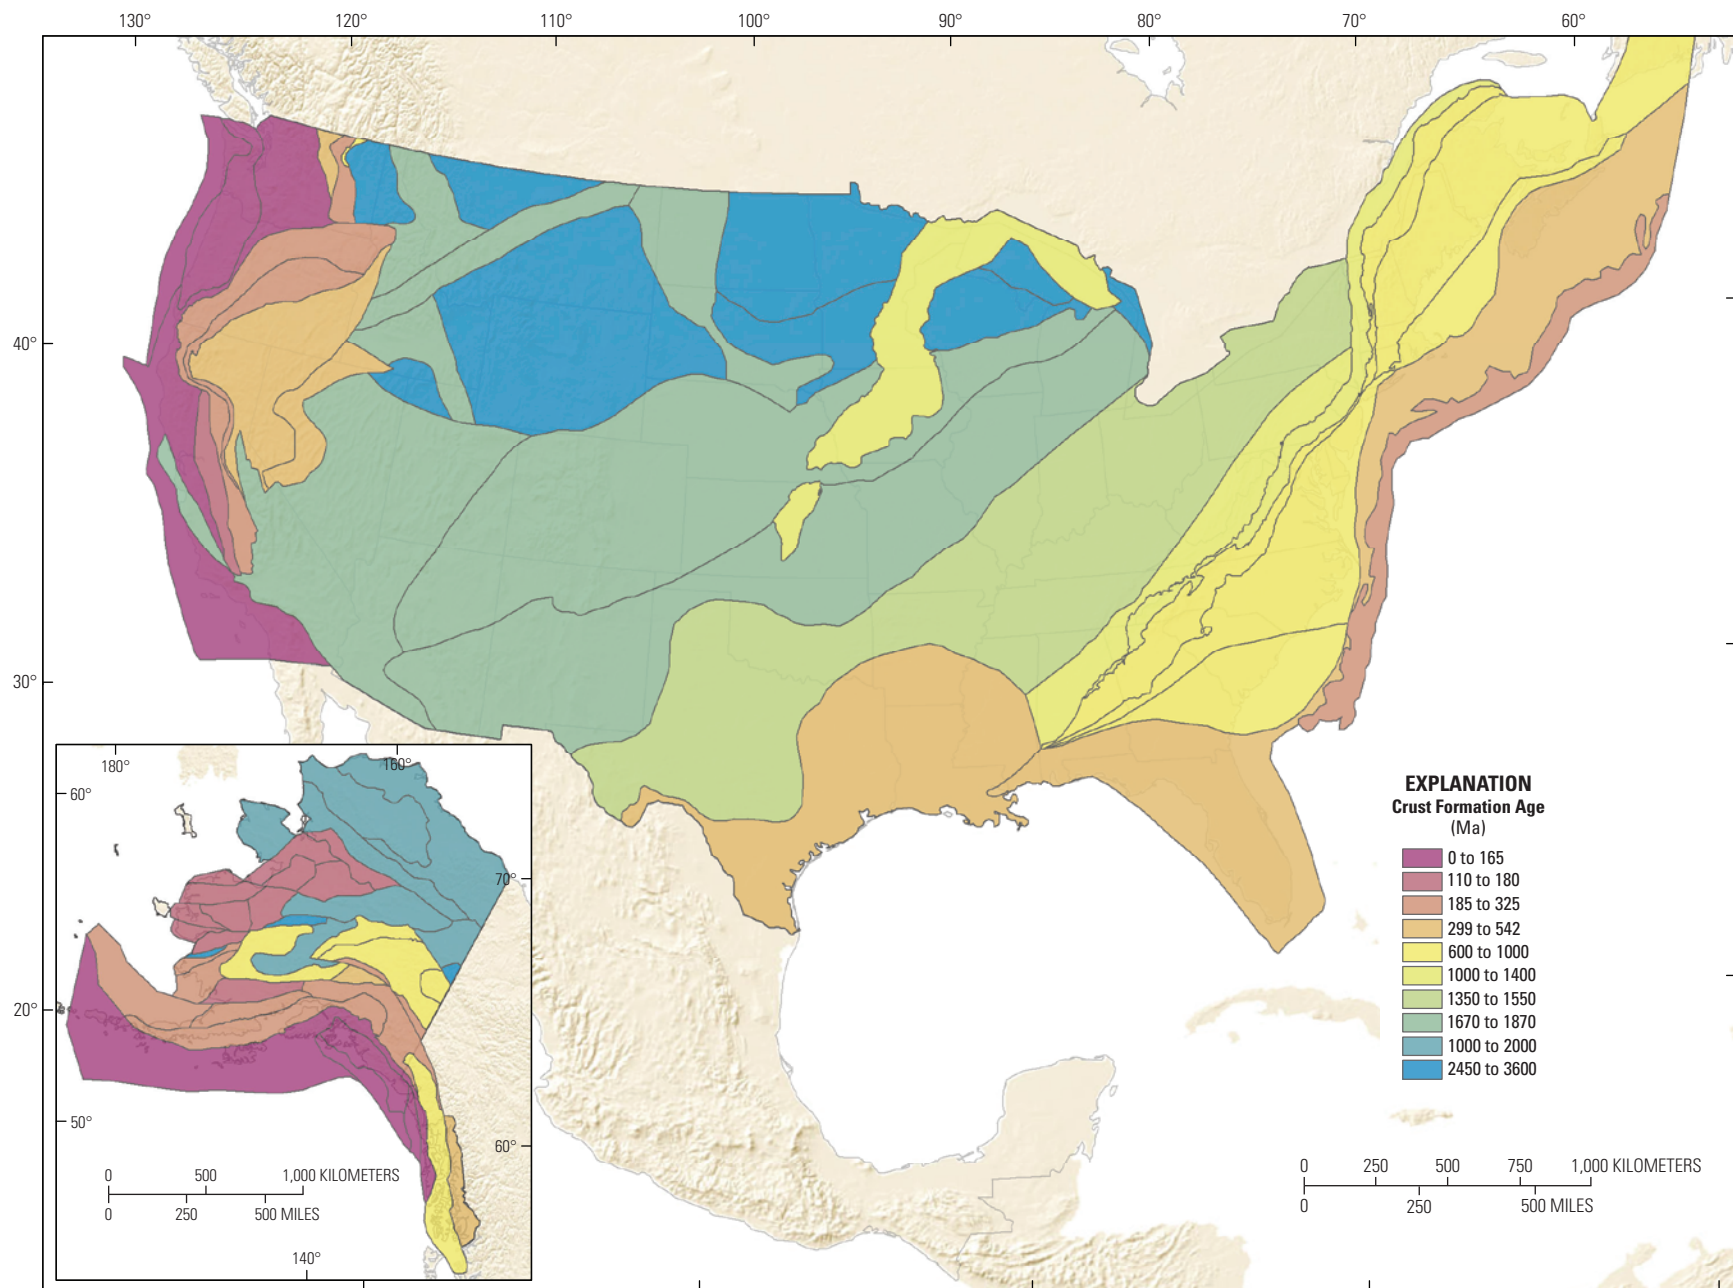 130° 120° 110° 100° 90° 80° 70° 60°
40°
30°
20°
180° 160°
60°
70°
50°
60°
0 500 1,000 KILOMETERS
0 250 500 MILES
140°
EXPLANATION
Crust Formation Age
(Ma)
0 to 165
110 to 180
185 to 325
299 to 542
600 to 1000
1000 to 1400
1350 to 1550
1670 to 1870
1000 to 2000
2450 to 3600
0 250 500 750 1,000 KILOMETERS
0 250 500 MILES